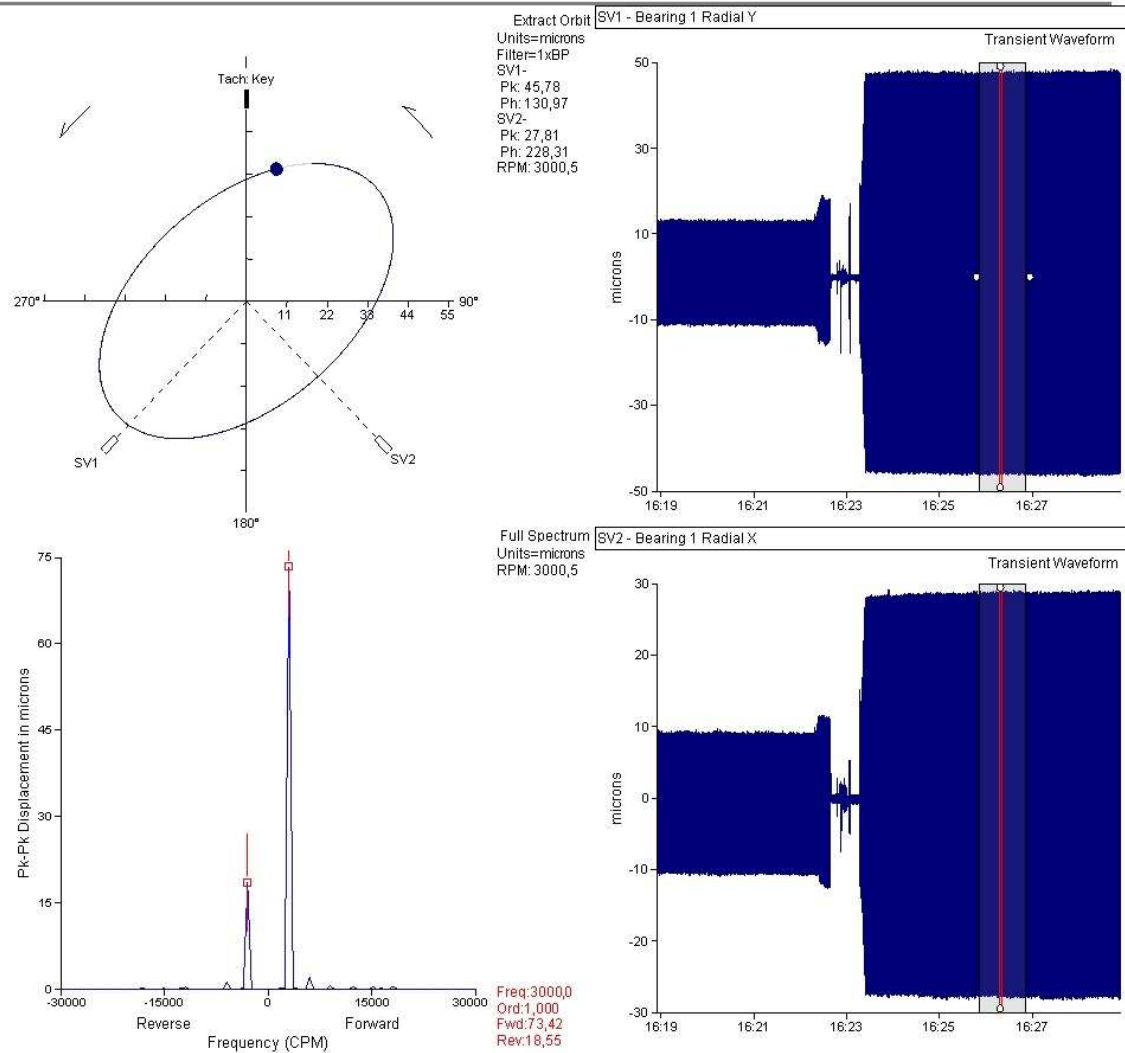 Extract Orbit
Units=microns
Filter=1xBP
SV1-
Pk: 45,78
Ph: 130,97
SV2-
Pk: 27,81
Ph: 228,31
RPM: 3000,5
Tach: Key
270°
11 22 33 44 55
90°
SV1
SV2
180°
SV1 - Bearing 1 Radial Y
Transient Waveform
50
30
10
-10
-30
-50
microns
16:19 16:21 16:23 16:25 16:27
Full Spectrum
Units=microns
RPM: 3000,5
75
60
45
30
15
0
Pk-Pk Displacement in microns
-30000 -15000 0 15000 30000
Reverse Forward
Frequency (CPM)
Freq:3000,0
Ord:1,000
Fwd:73,42
Rev:18,55
SV2 - Bearing 1 Radial X
Transient Waveform
30
20
10
0
-10
-20
-30
microns
16:19 16:21 16:23 16:25 16:27